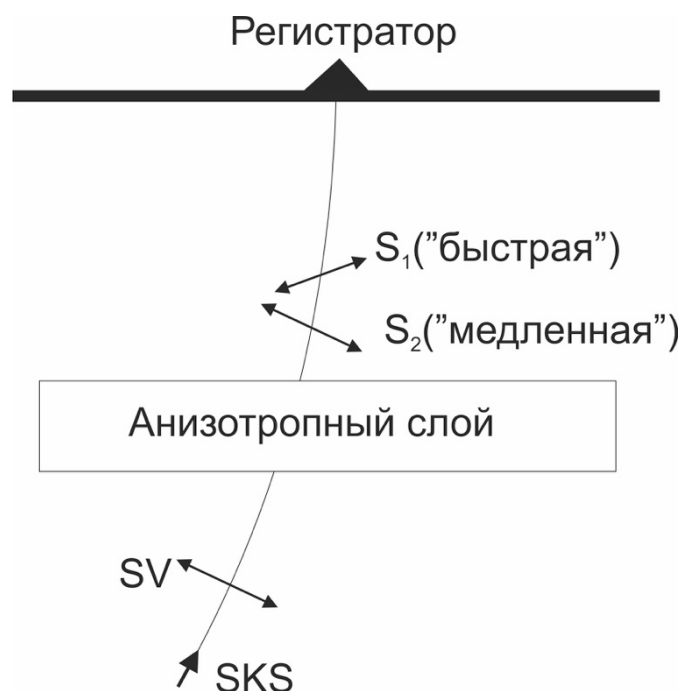 Регистратор
S₁("быстрая")
S₂("медленная")
Анизотропный слой
SV
SKS